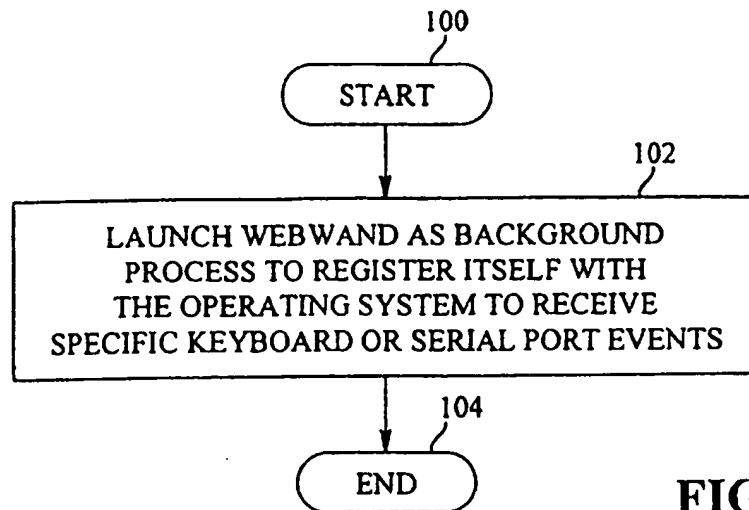 100
START
102
LAUNCH WEBWAND AS BACKGROUND
PROCESS TO REGISTER ITSELF WITH
THE OPERATING SYSTEM TO RECEIVE
SPECIFIC KEYBOARD OR SERIAL PORT EVENTS
104
END
FIG